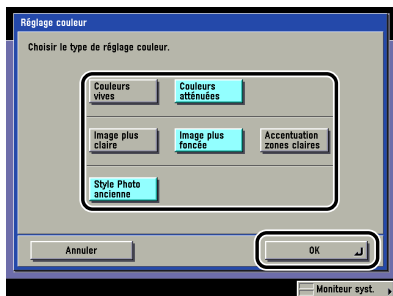 Réglage couleur
Choisir le type de réglage couleur.
Couleurs vives
Couleurs atténuées
Image plus claire
Image plus foncée
Accentuation zones claires
Style Photo ancienne
Annuler
OK
Moniteur syst.